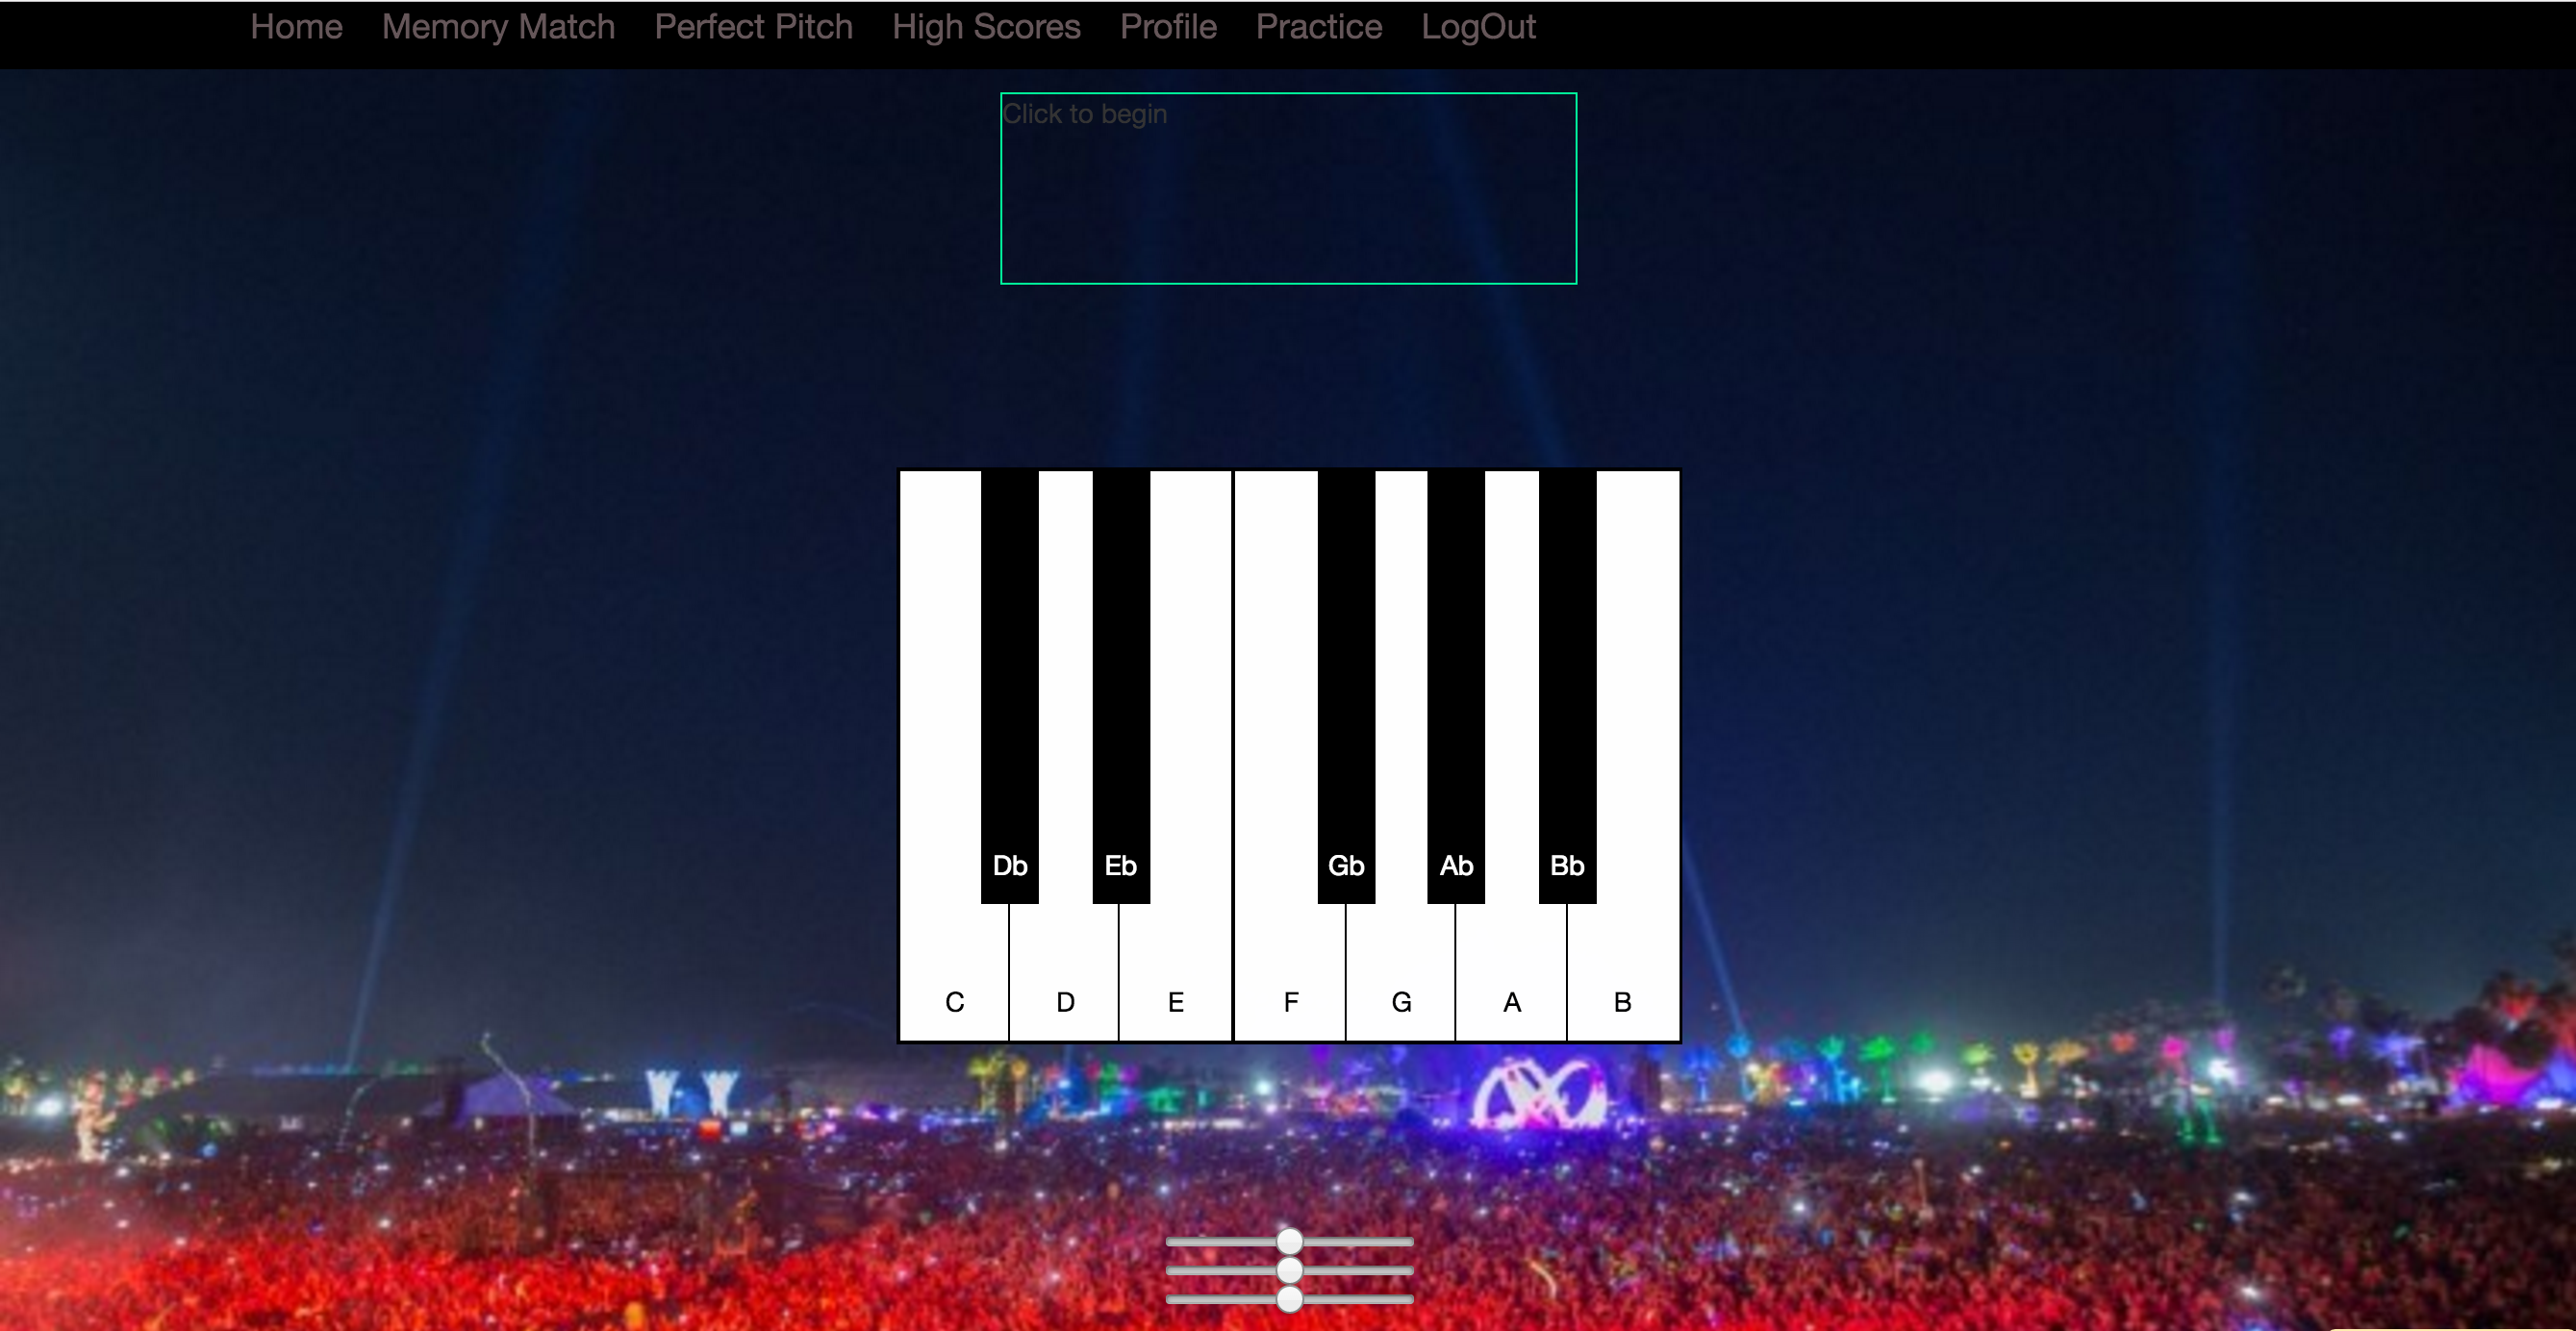 Home Memory Match Perfect Pitch High Scores Profile Practice LogOut
Click to begin
Db Eb Gb Ab Bb
C D E F G A B